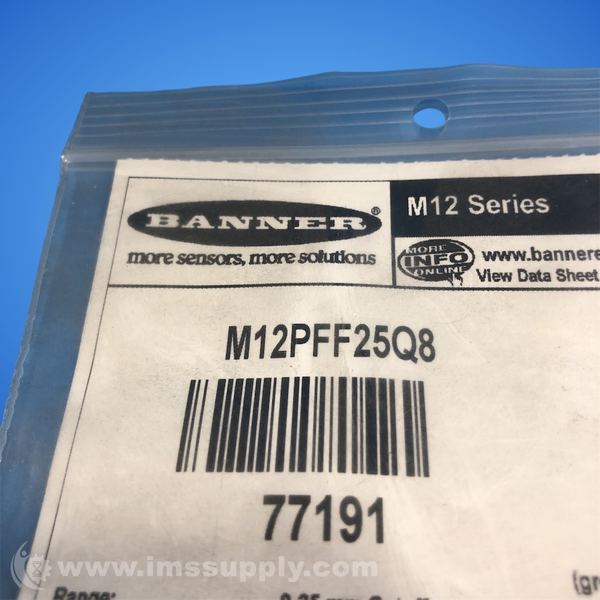 BANNER®
more sensors, more solutions
M12 Series
MORE
INFO
ONLINE
www.bannere
View Data Sheet
M12PFF25Q8
77191
www.imssupply.com
Range: